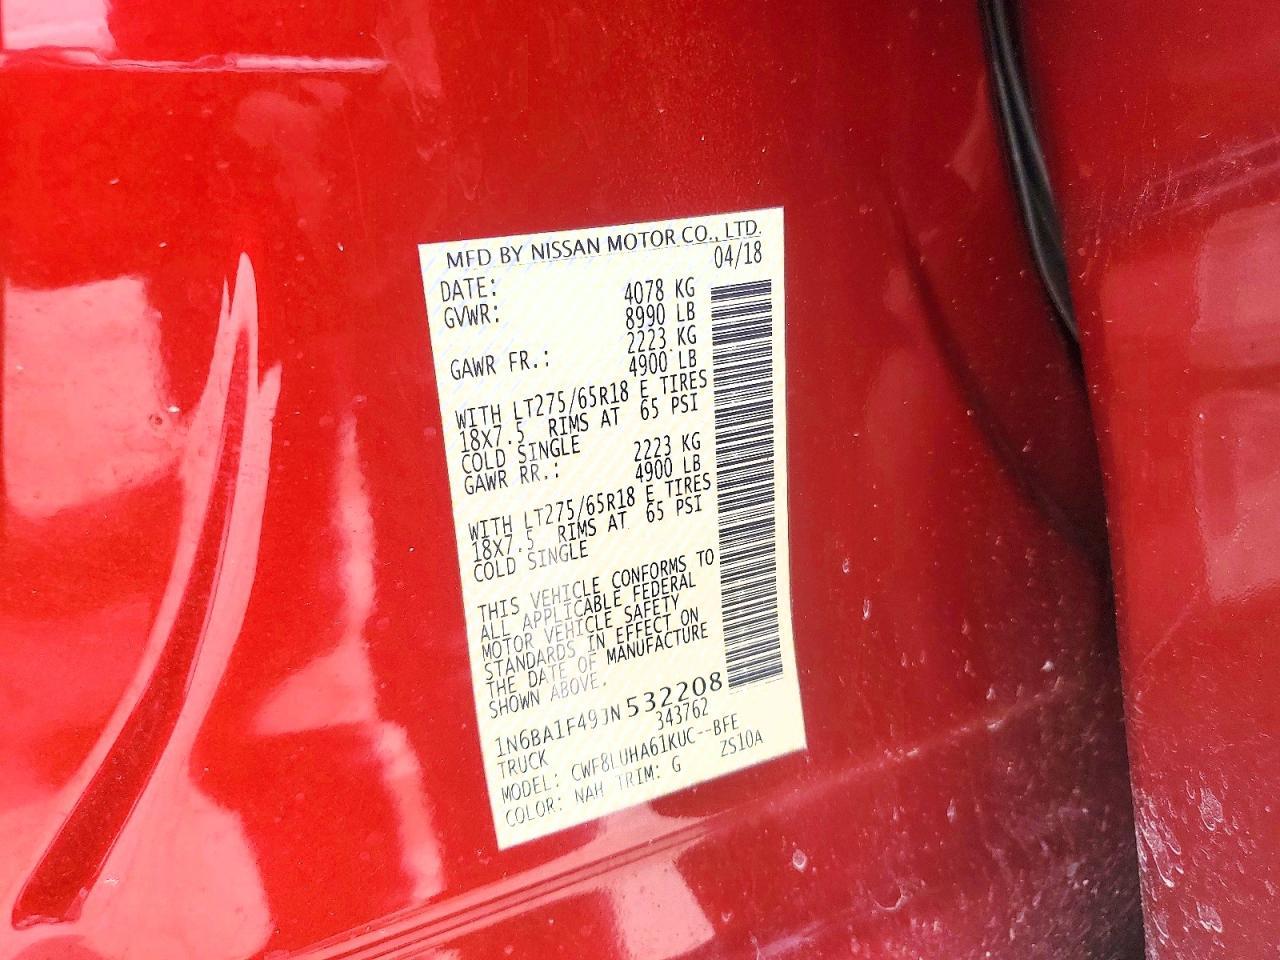 MFD BY NISSAN MOTOR CO., LTD.
DATE: 04/18
GVWR: 4078 KG
8990 LB
GAWR FR.: 2223 KG
4900 LB
WITH LT275/65R18 E TIRES
18X7.5 RIMS AT 65 PSI
COLD SINGLE
GAWR RR.: 2223 KG
4900 LB
WITH LT275/65R18 E TIRES
18X7.5 RIMS AT 65 PSI
COLD SINGLE
THIS VEHICLE CONFORMS TO
ALL APPLICABLE FEDERAL
MOTOR VEHICLE SAFETY
STANDARDS IN EFFECT ON
THE DATE OF MANUFACTURE
SHOWN ABOVE.
1N6BA1F49JN532208
TRUCK 343762
MODEL: CWF8LUHA61KUC--BFE
COLOR: NAH TRIM: G ZS10A